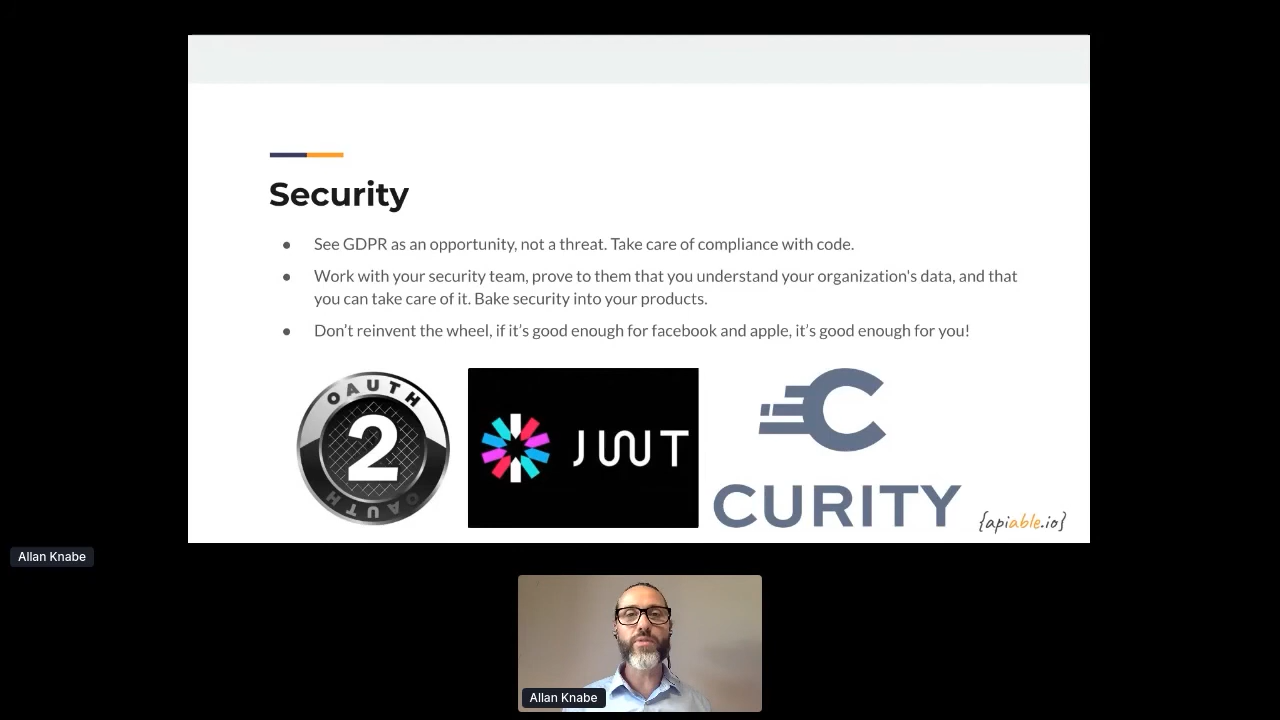 Security
● See GDPR as an opportunity, not a threat. Take care of compliance with code.
● Work with your security team, prove to them that you understand your organization's data, and that
you can take care of it. Bake security into your products.
● Don’t reinvent the wheel, if it’s good enough for facebook and apple, it’s good enough for you!
OAUTH
2
OAUTH
JWT
CURITY
{apiable.io}
Allan Knabe
Allan Knabe